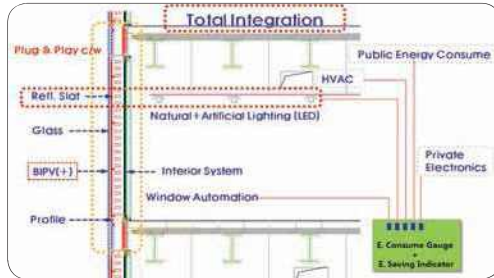 Total Integration
Plug & Play c/w
Public Energy Consume
HVAC
Refl. Slat
Natural+Artificial Lighting (LED)
Glass
Private
Electronics
BIPV(+)
Interior System
Window Automation
Profile
E. Consume Gauge
+
E. Saving Indicator